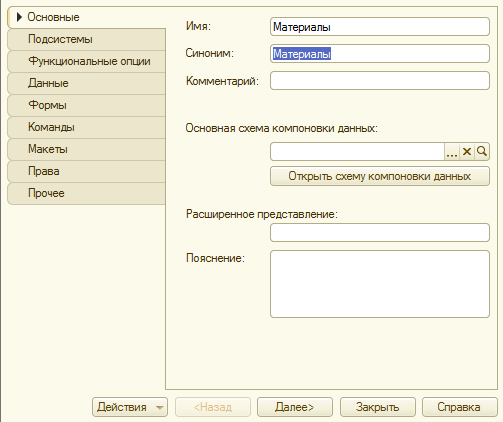 Основные
Подсистемы
Функциональные опции
Данные
Формы
Команды
Макеты
Права
Прочее
Имя: Материалы
Синоним: Материалы
Комментарий:
Основная схема компоновки данных:
...
Открыть схему компоновки данных
Расширенное представление:
Пояснение:
Действия <Назад Далее> Закрыть Справка